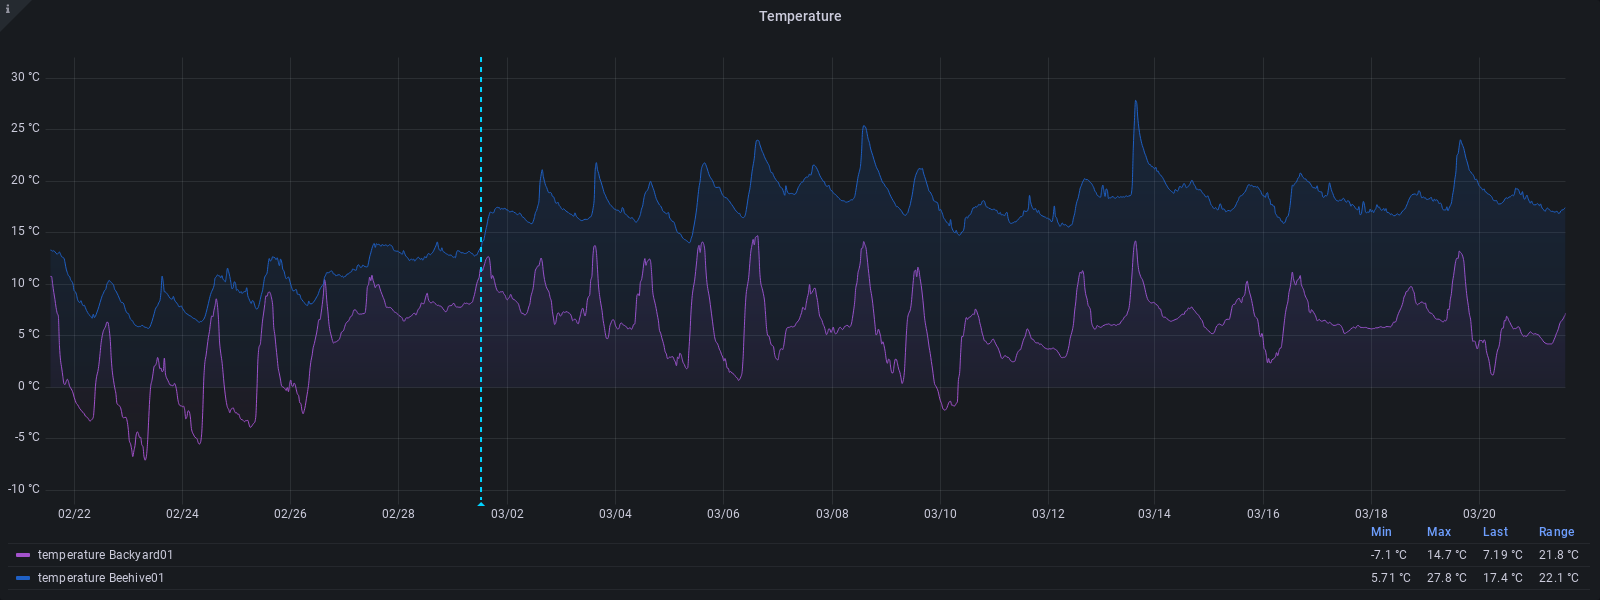 i
Temperature
30 °C
25 °C
20 °C
15 °C
10 °C
5 °C
0 °C
-5 °C
-10 °C
02/22 02/24 02/26 02/28 03/02 03/04 03/06 03/08 03/10 03/12 03/14 03/16 03/18 03/20
Min Max Last Range
temperature Backyard01 -7.1 °C 14.7 °C 7.19 °C 21.8 °C
temperature Beehive01 5.71 °C 27.8 °C 17.4 °C 22.1 °C